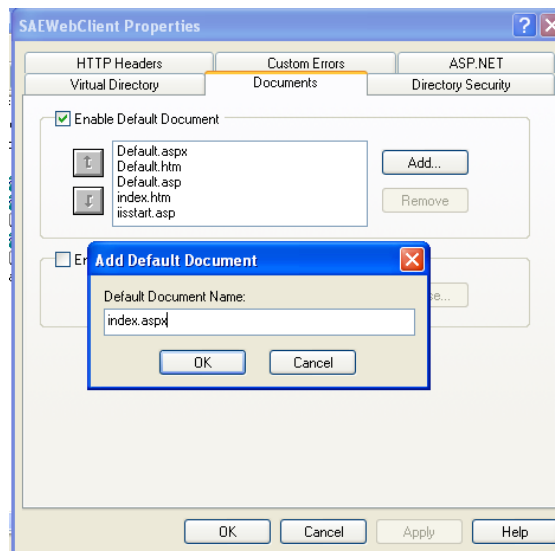 SAEWebClient Properties
HTTP Headers
Custom Errors
ASP.NET
Virtual Directory
Documents
Directory Security
Enable Default Document
Default.aspx
Default.htm
Default.asp
index.htm
iisstart.asp
Add...
Remove
Add Default Document
Default Document Name:
index.aspx
OK
Cancel
OK
Cancel
Apply
Help